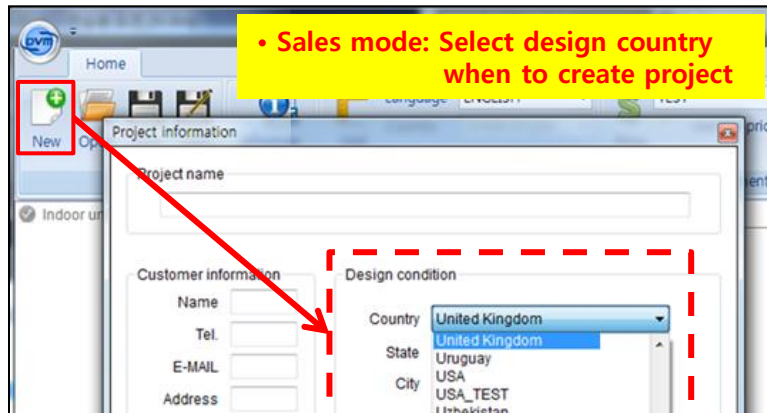 • Sales mode: Select design country
when to create project
DVM
Home
New
Language ENGLISH
TEST
Project information
Project name
Indoor un
Customer information
Design condition
Name
Country United Kingdom
Tel.
United Kingdom
State
Uruguay
E-MAIL
USA
City
USA_TEST
Address
Uzbekistan